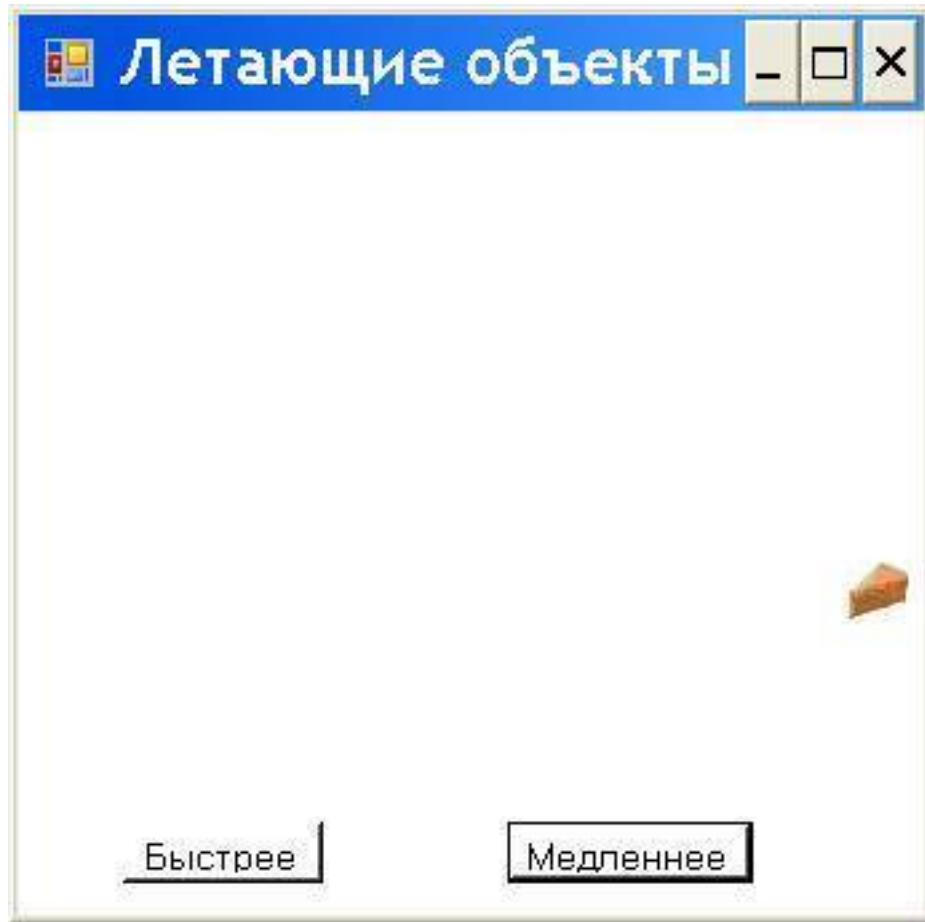 Летающие объекты
Быстрее
Медленнее